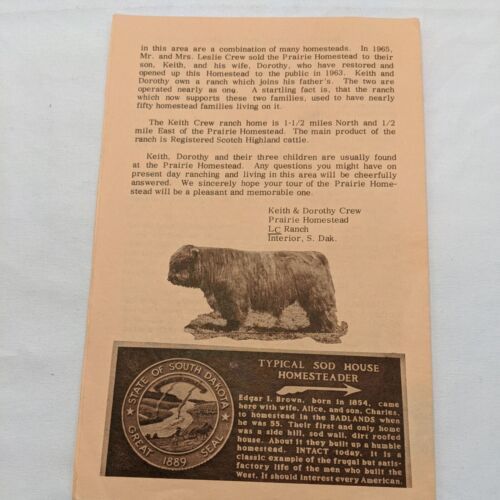 in this area are a combination of many homesteads. In 1965,
Mr. and Mrs. Leslie Crew sold the Prairie Homestead to their
son, Keith, and his wife, Dorothy, who have restored and
opened up this Homestead to the public in 1963. Keith and
Dorothy own a ranch which joins his father's. The two are
operated nearly as one. A startling fact is, that the ranch
which now supports these two families, used to have nearly
fifty homestead families living on it.
The Keith Crew ranch home is 1-1/2 miles North and 1/2
mile East of the Prairie Homestead. The main product of the
ranch is Registered Scotch Highland cattle.
Keith, Dorothy and their three children are usually found
at the Prairie Homestead. Any questions you might have on
present day ranching and living in this area will be cheerfully
answered. We sincerely hope your tour of the Prairie Home-
stead will be a pleasant and memorable one.
Keith & Dorothy Crew
Prairie Homestead
LC Ranch
Interior, S. Dak.
STATE OF SOUTH DAKOTA
GREAT SEAL
1889
TYPICAL SOD HOUSE
HOMESTEADER
Edgar I. Brown, born in 1854, came
here with wife, Alice, and son, Charles,
to homestead in the BADLANDS when
he was 55. Their first and only home
was a side hill, sod wall, dirt roofed
house. About it they built up a humble
homestead. INTACT today. It is a
classic example of the frugal but satis-
factory life of the men who built the
West. It should interest every American.